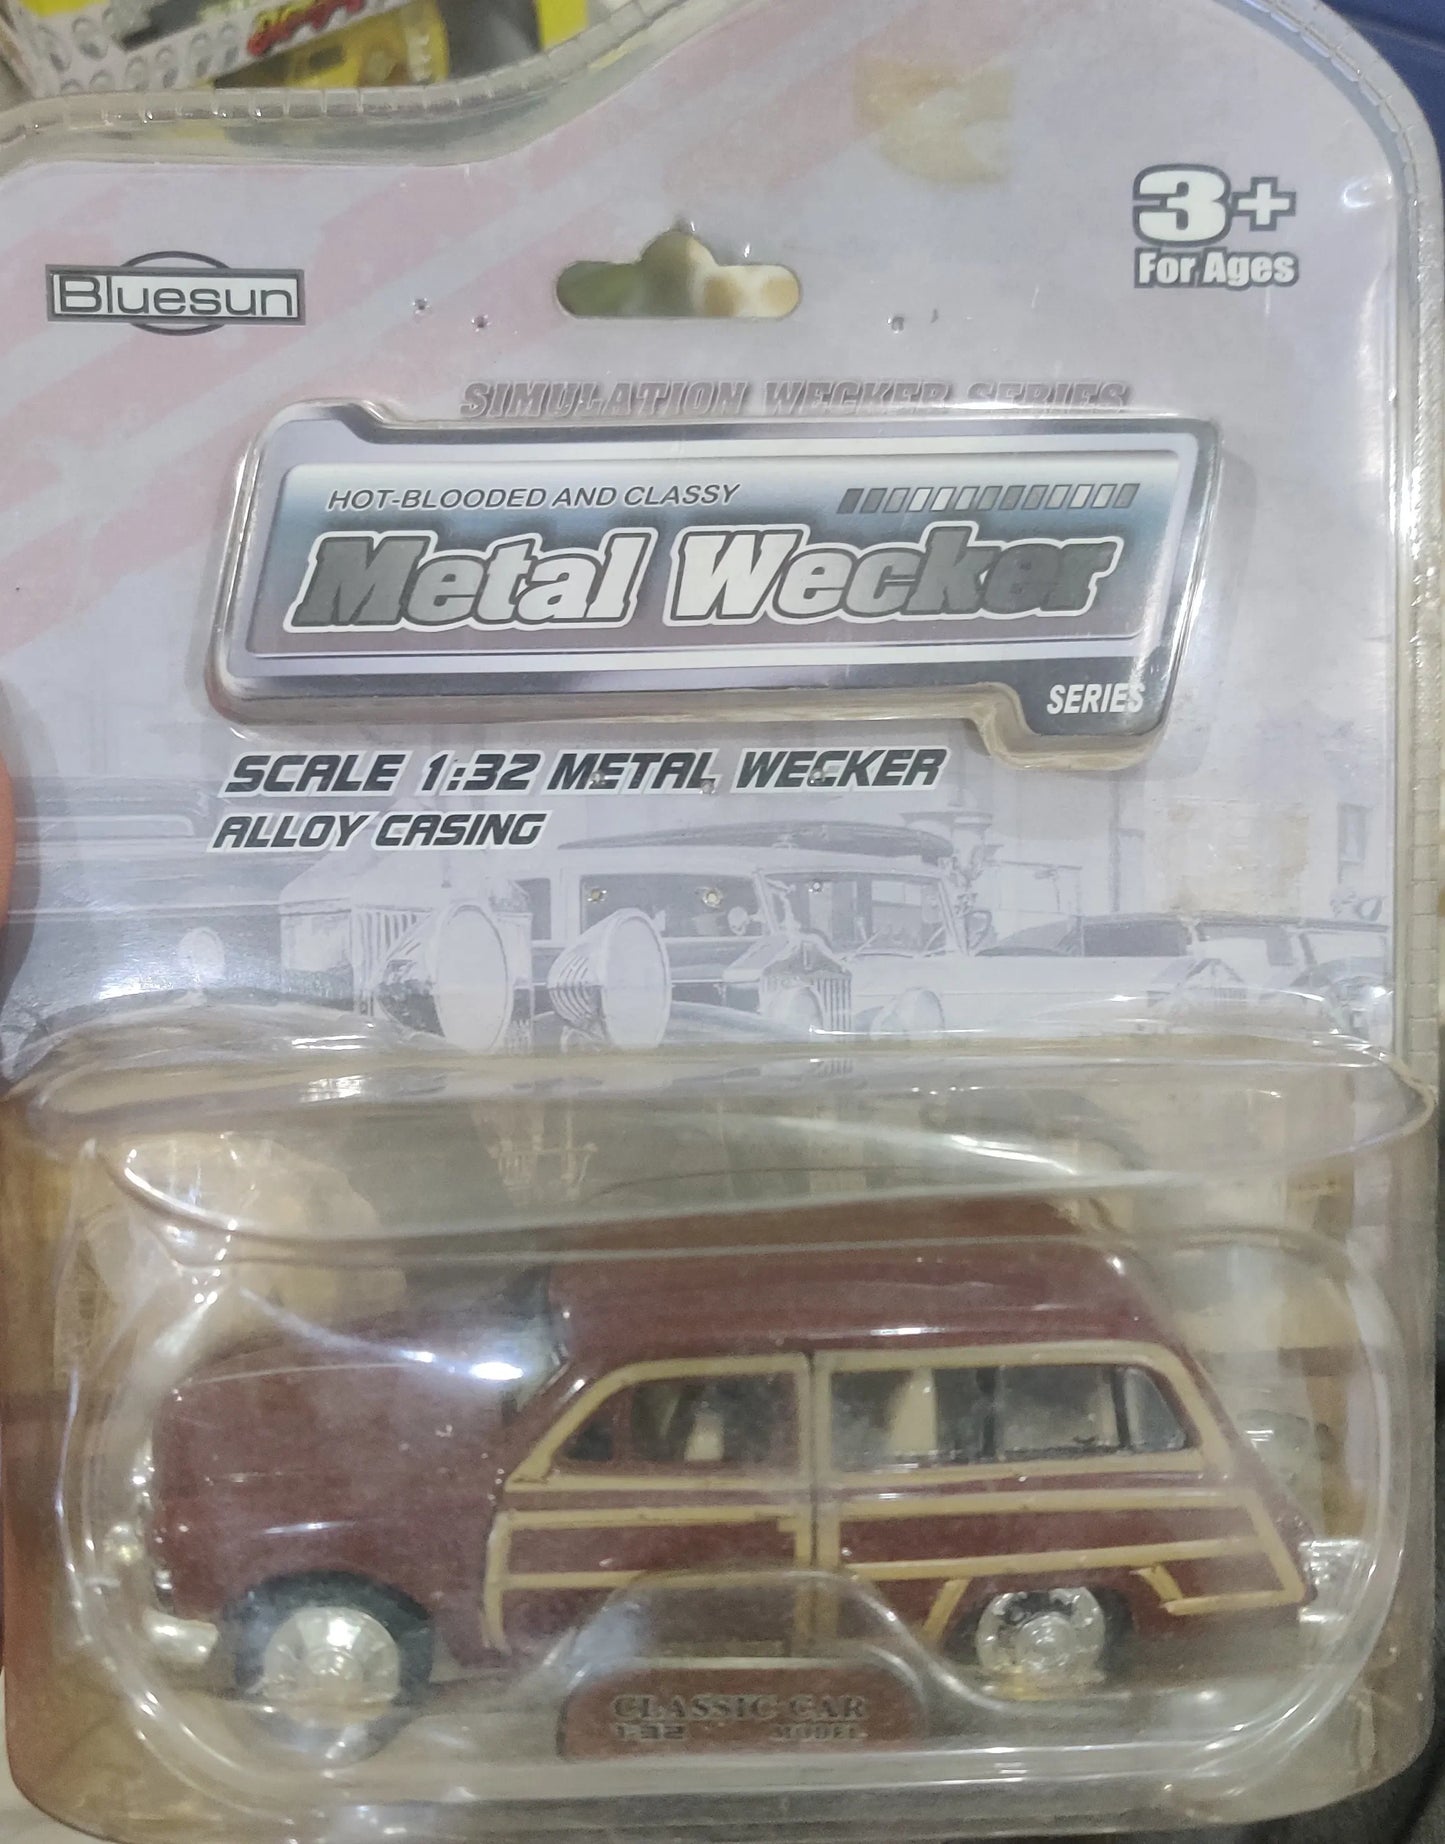 3+
For Ages
Bluesun
SIMULATION WECKER SERIES
HOT-BLOODED AND CLASSY
Metal Wecker
SERIES
SCALE 1:32 METAL WECKER
ALLOY CASING
CLASSIC CAR
1:32 MODEL